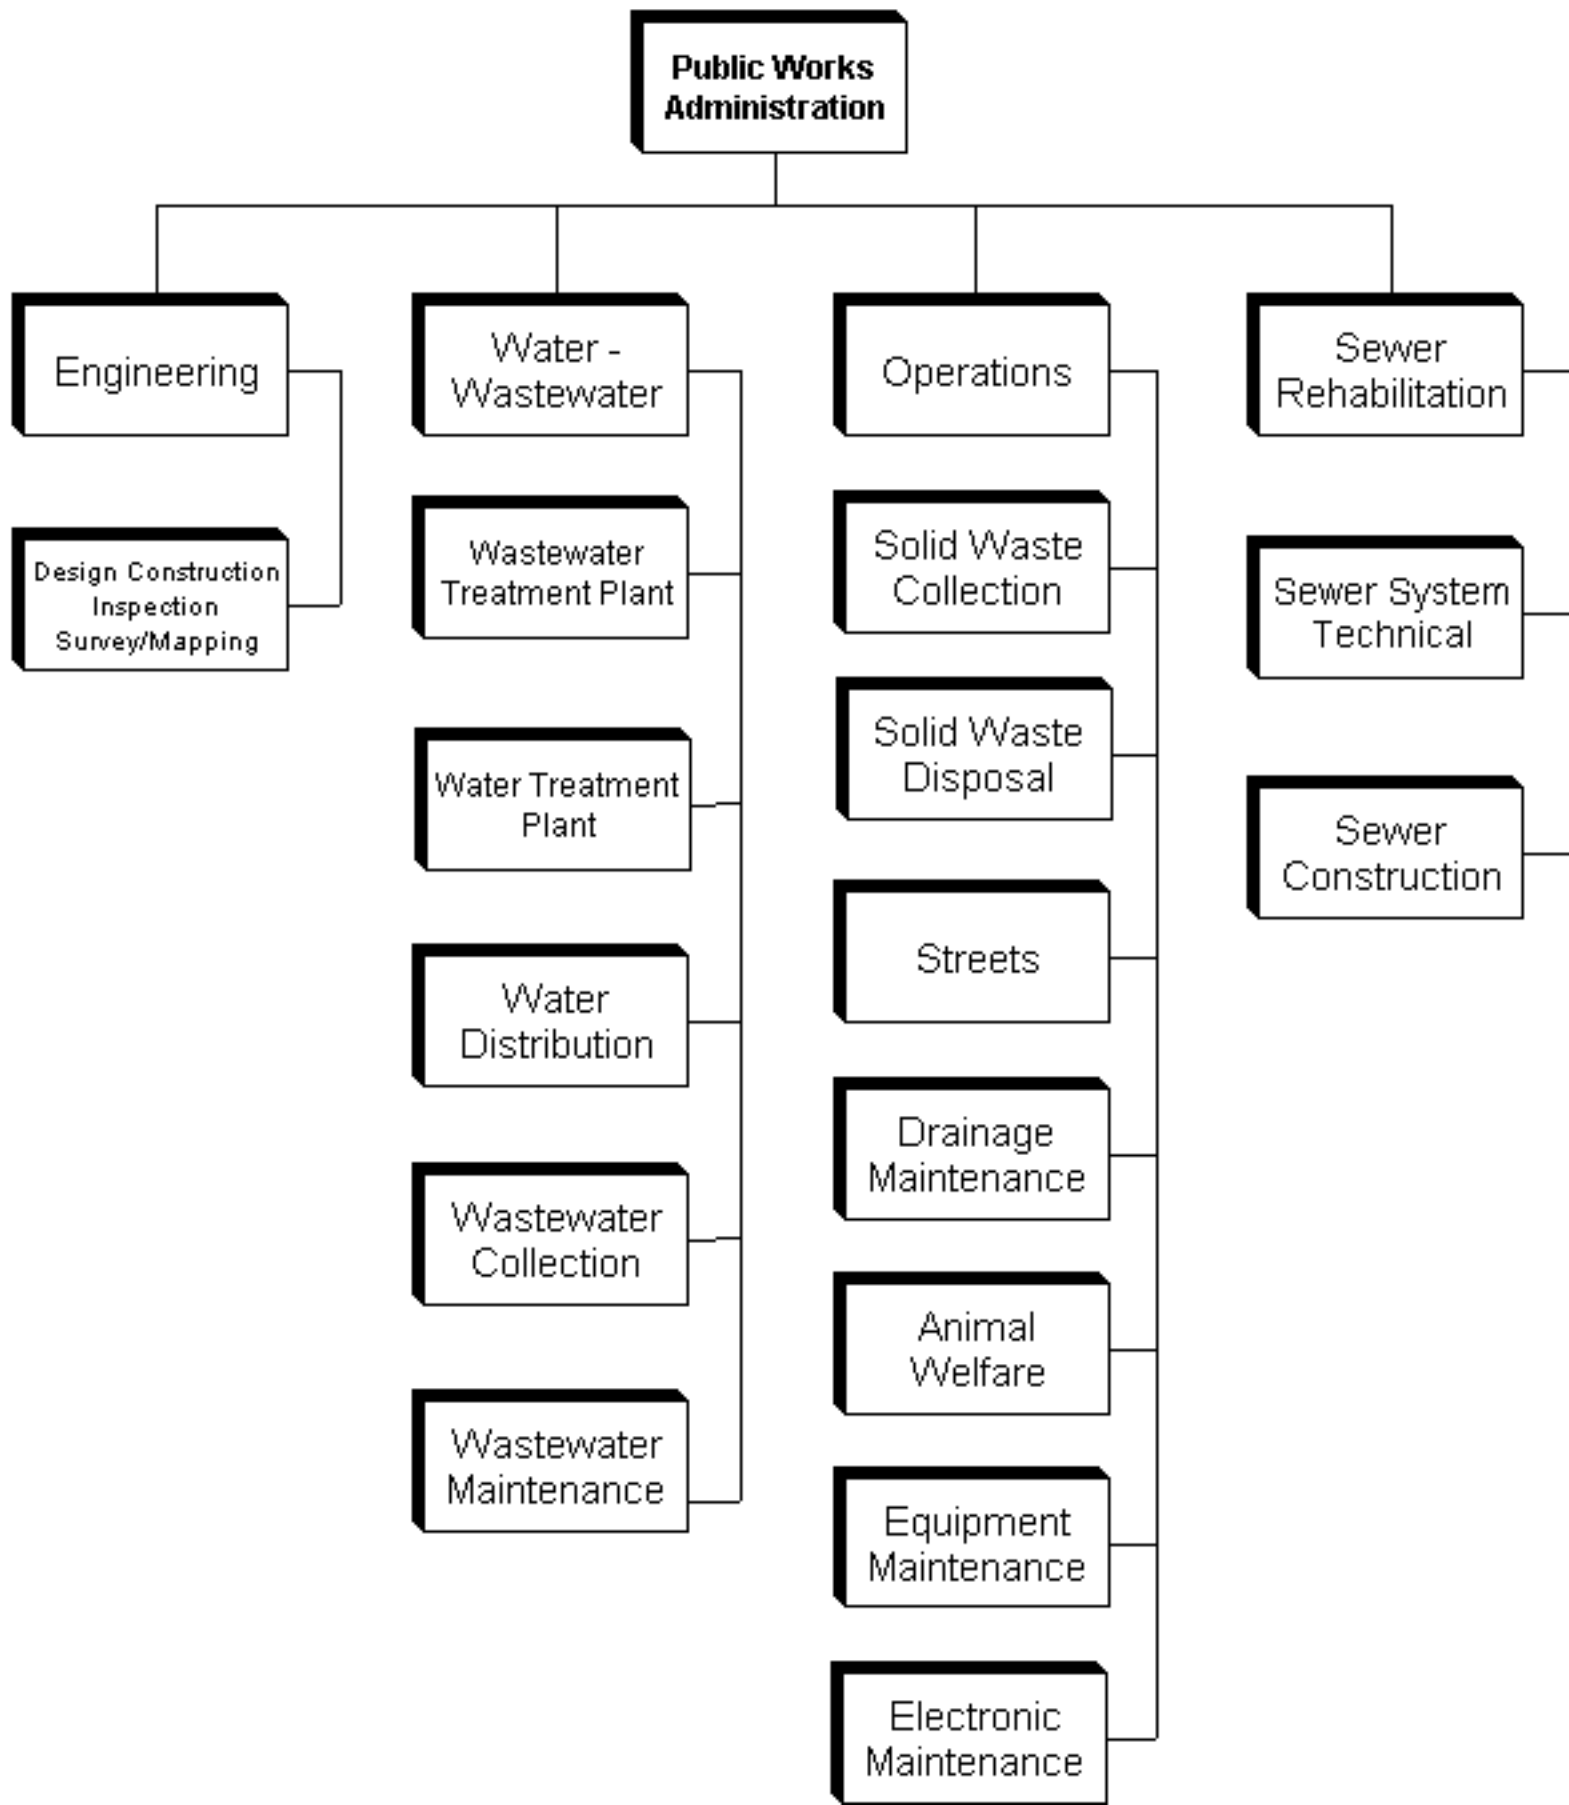 Public Works
Administration
Engineering
Design Construction
Inspection
Survey/Mapping
Water -
Wastewater
Wastewater
Treatment Plant
Water Treatment
Plant
Water
Distribution
Wastewater
Collection
Wastewater
Maintenance
Operations
Solid Waste
Collection
Solid Waste
Disposal
Streets
Drainage
Maintenance
Animal
Welfare
Equipment
Maintenance
Electronic
Maintenance
Sewer
Rehabilitation
Sewer System
Technical
Sewer
Construction